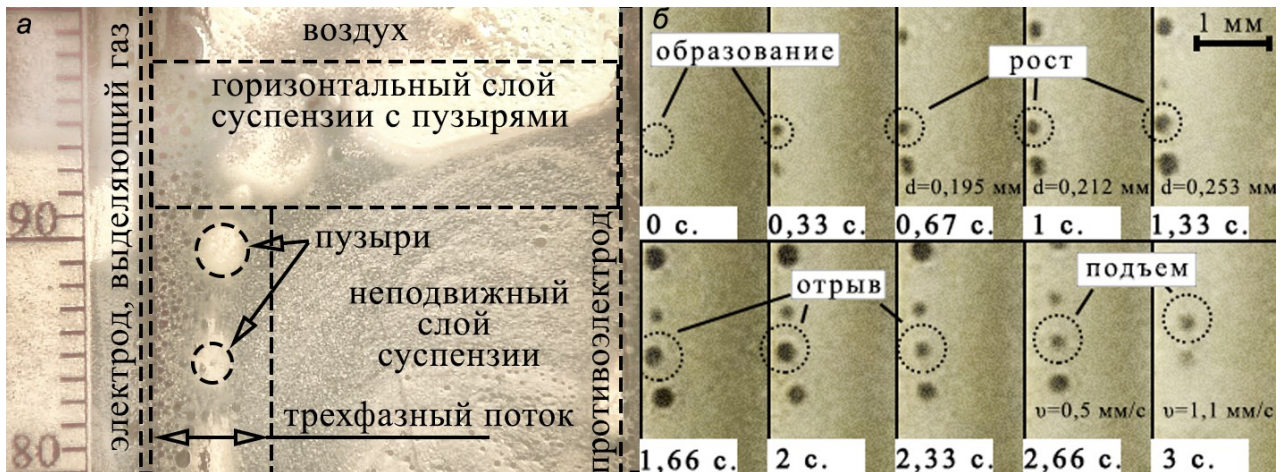 а
воздух
горизонтальный слой
суспензии с пузырями
электрод, выделяющий газ
90
пузыри
неподвижный
слой
суспензии
противоэлектрод
трехфазный поток
80
б
1 мм
образование
рост
d=0,195 мм
d=0,212 мм
d=0,253 мм
0 с.
0,33 с.
0,67 с.
1 с.
1,33 с.
отрыв
подъем
υ=0,5 мм/с
υ=1,1 мм/с
1,66 с.
2 с.
2,33 с.
2,66 с.
3 с.